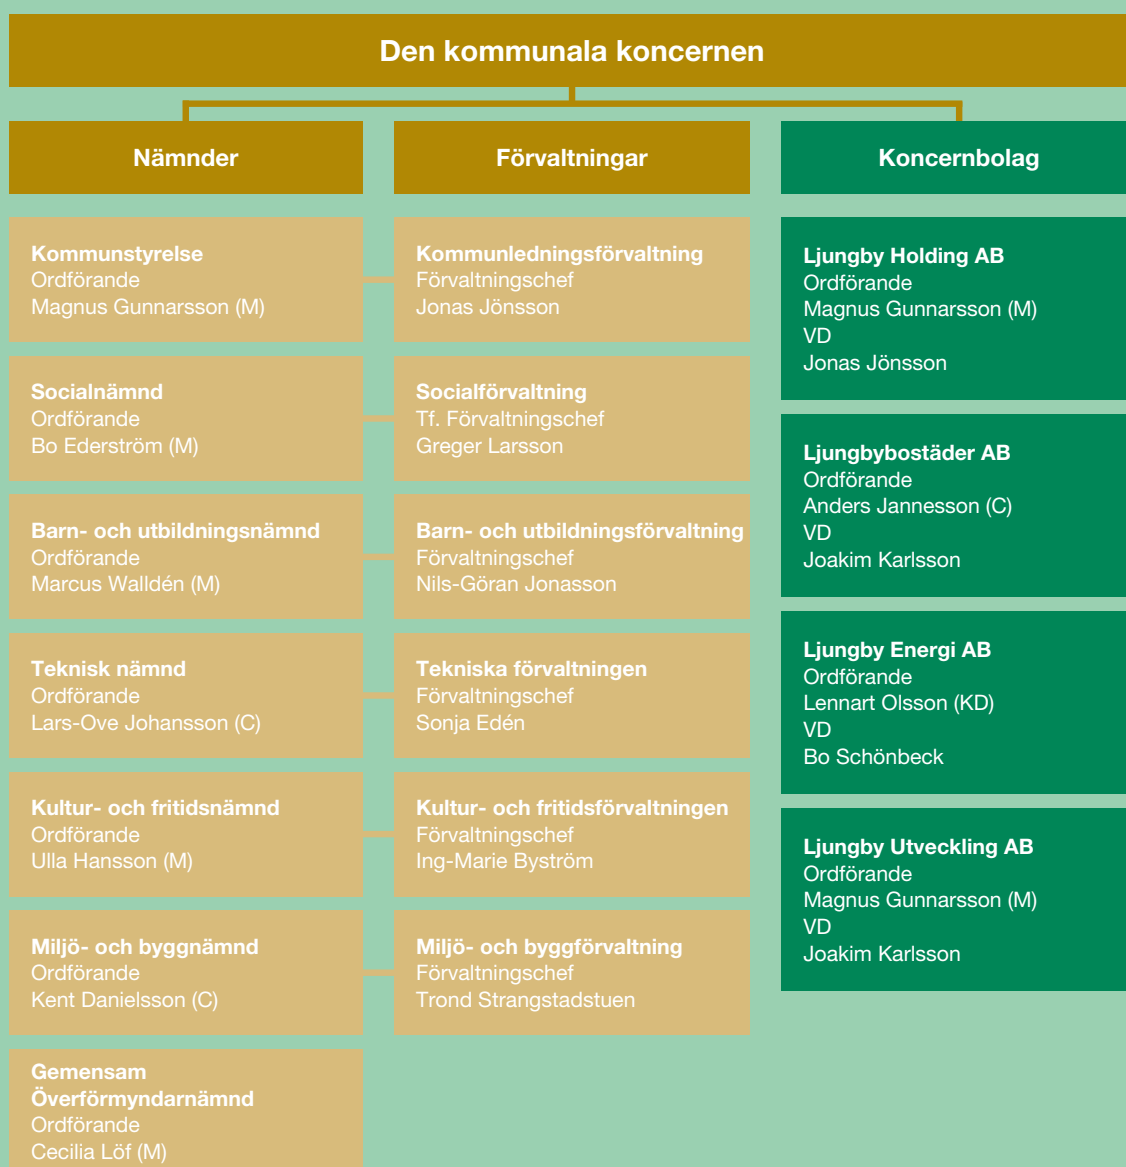 Den kommunala koncernen
Nämnder
Kommunstyrelse
Ordförande
Magnus Gunnarsson (M)
Socialnämnd
Ordförande
Bo Ederström (M)
Barn- och utbildningsnämnd
Ordförande
Marcus Walldén (M)
Teknisk nämnd
Ordförande
Lars-Ove Johansson (C)
Kultur- och fritidsnämnd
Ordförande
Ulla Hansson (M)
Miljö- och byggnämnd
Ordförande
Kent Danielsson (C)
Gemensam
Överförmyndarnämnd
Ordförande
Cecilia Löf (M)
Förvaltningar
Kommunledningsförvaltning
Förvaltningschef
Jonas Jönsson
Socialförvaltning
Tf. Förvaltningschef
Greger Larsson
Barn- och utbildningsförvaltning
Förvaltningschef
Nils-Göran Jonasson
Tekniska förvaltningen
Förvaltningschef
Sonja Edén
Kultur- och fritidsförvaltningen
Förvaltningschef
Ing-Marie Byström
Miljö- och byggförvaltning
Förvaltningschef
Trond Strangstadstuen
Koncernbolag
Ljungby Holding AB
Ordförande
Magnus Gunnarsson (M)
VD
Jonas Jönsson
Ljungbybostäder AB
Ordförande
Anders Jannesson (C)
VD
Joakim Karlsson
Ljungby Energi AB
Ordförande
Lennart Olsson (KD)
VD
Bo Schönbeck
Ljungby Utveckling AB
Ordförande
Magnus Gunnarsson (M)
VD
Joakim Karlsson